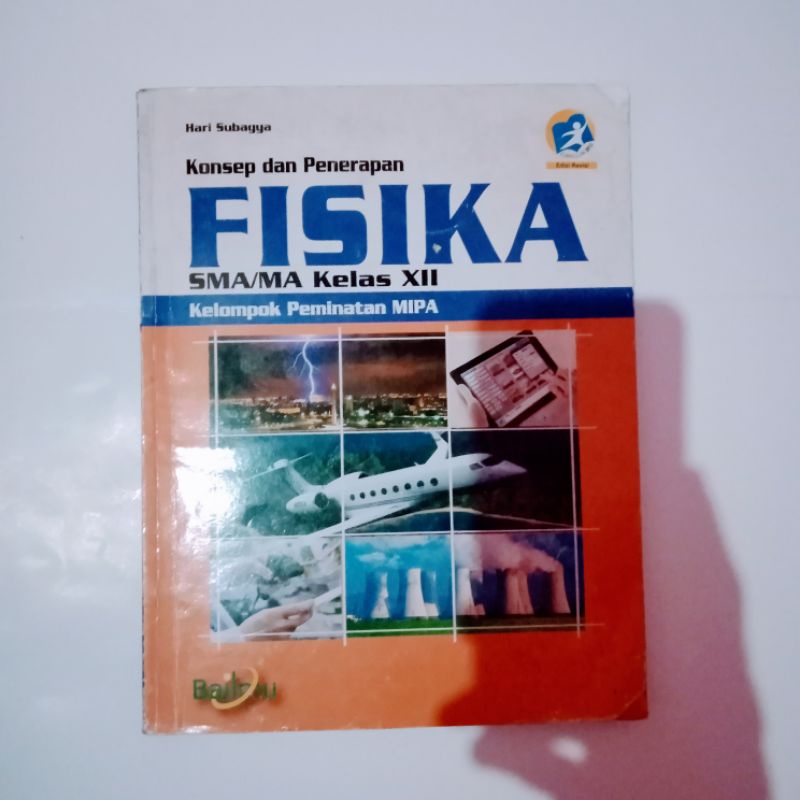 Hari Subagya
Edisi Revisi
Konsep dan Penerapan
FISIKA
SMA/MA Kelas XII
Kelompok Peminatan MIPA